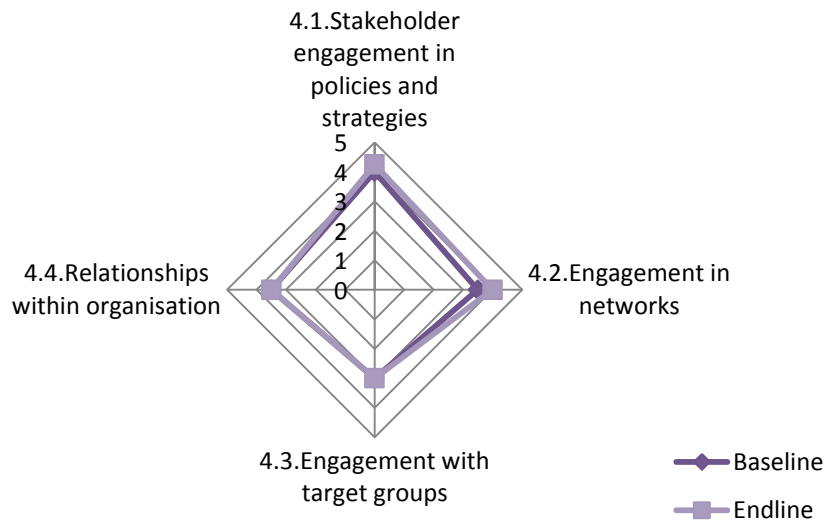 4.1.Stakeholder
engagement in
policies and
strategies
5
4
3
2
1
0
4.4.Relationships
within organisation
4.2.Engagement in
networks
4.3.Engagement with
target groups
Baseline
Endline